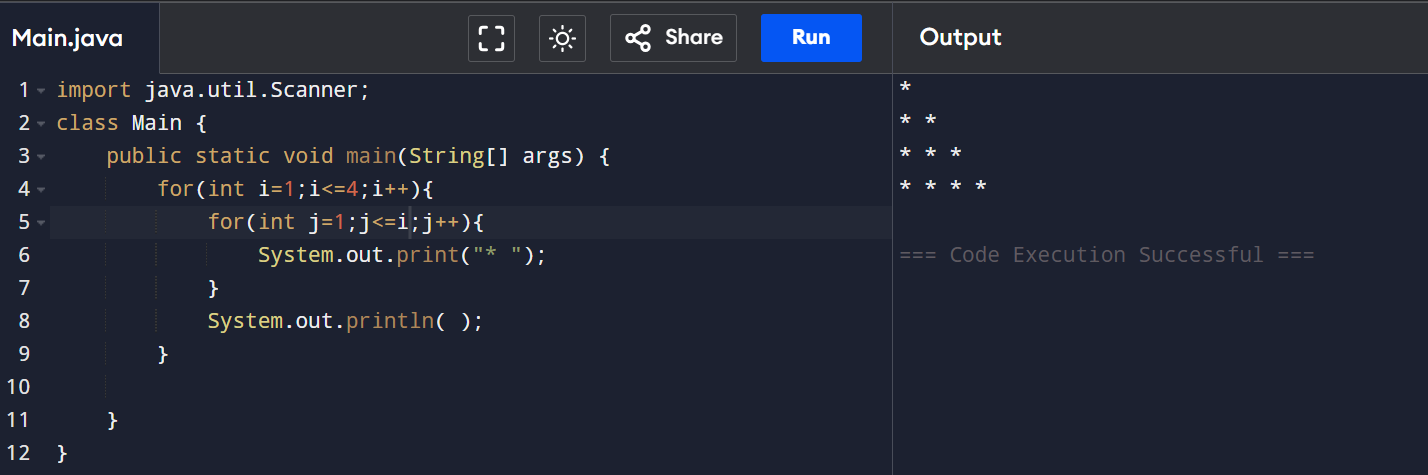 Main.java Share Run Output
1 import java.util.Scanner;
2 class Main {
3     public static void main(String[] args) {
4         for(int i=1;i<=4;i++){
5             for(int j=1;j<=i;j++){
6                 System.out.print("* ");
7             }
8             System.out.println( );
9         }
10
11     }
12 }
*
* *
* * *
* * * *
=== Code Execution Successful ===